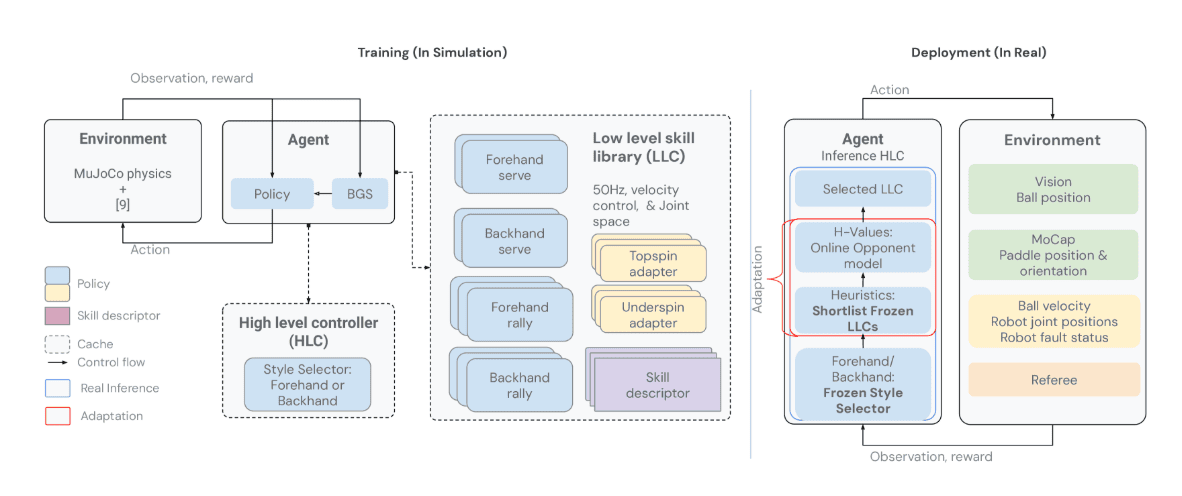 Training (In Simulation)
Observation, reward
Environment
MuJoCo physics
+
[9]
Agent
Policy
BGS
Action
Policy
Skill descriptor
Cache
Control flow
Real Inference
Adaptation
High level controller
(HLC)
Style Selector:
Forehand or
Backhand
Low level skill
library (LLC)
50Hz, velocity
control, & Joint
space
Forehand
serve
Backhand
serve
Forehand
rally
Backhand
rally
Topspin
adapter
Underspin
adapter
Skill
descriptor
Deployment (In Real)
Action
Adaptation
Agent
Inference HLC
Selected LLC
H-Values:
Online Opponent
model
Heuristics:
Shortlist Frozen
LLCs
Forehand/
Backhand:
Frozen Style
Selector
Environment
Vision
Ball position
MoCap
Paddle position &
orientation
Ball velocity
Robot joint positions
Robot fault status
Referee
Observation, reward